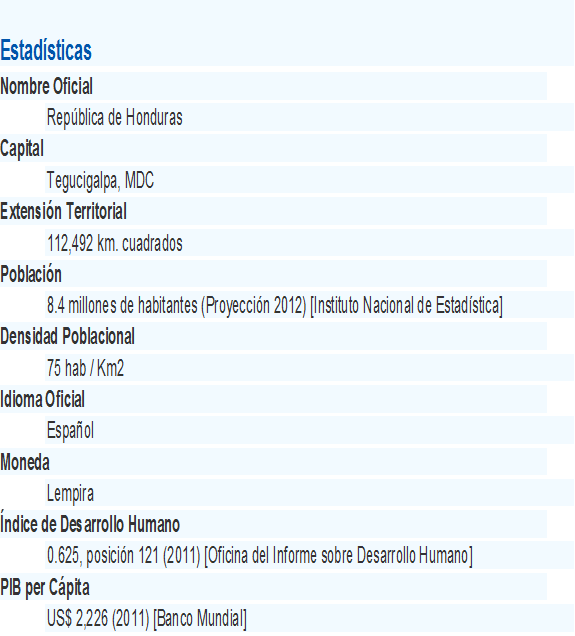 Estadísticas
Nombre Oficial
República de Honduras
Capital
Tegucigalpa, MDC
Extensión Territorial
112,492 km. cuadrados
Población
8.4 millones de habitantes (Proyección 2012) [Instituto Nacional de Estadística]
Densidad Poblacional
75 hab / Km2
Idioma Oficial
Español
Moneda
Lempira
Índice de Desarrollo Humano
0.625, posición 121 (2011) [Oficina del Informe sobre Desarrollo Humano]
PIB per Cápita
US$ 2,226 (2011) [Banco Mundial]